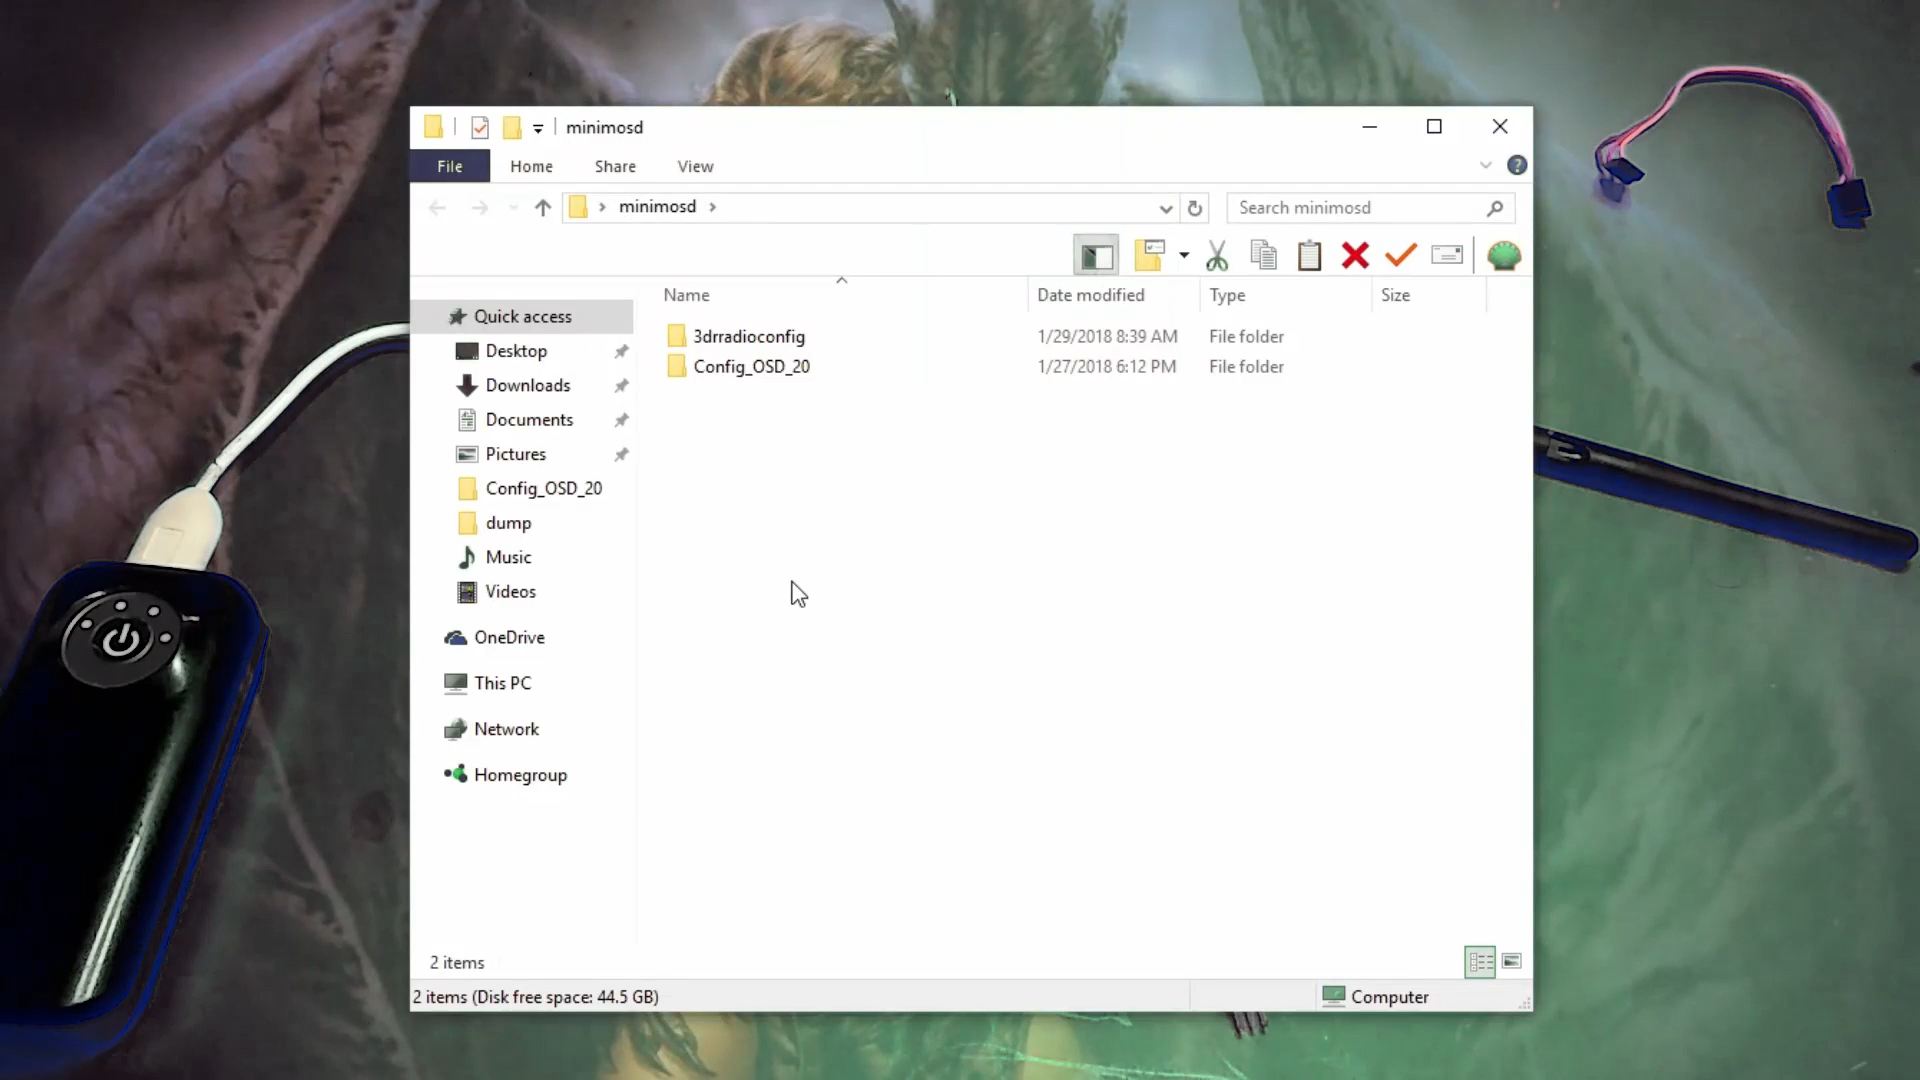 minimosd
File Home Share View
minimosd
Search minimosd
Name Date modified Type Size
Quick access
Desktop
Downloads
Documents
Pictures
Config_OSD_20
dump
Music
Videos
OneDrive
This PC
Network
Homegroup
3drradioconfig 1/29/2018 8:39 AM File folder
Config_OSD_20 1/27/2018 6:12 PM File folder
2 items
2 items (Disk free space: 44.5 GB) Computer